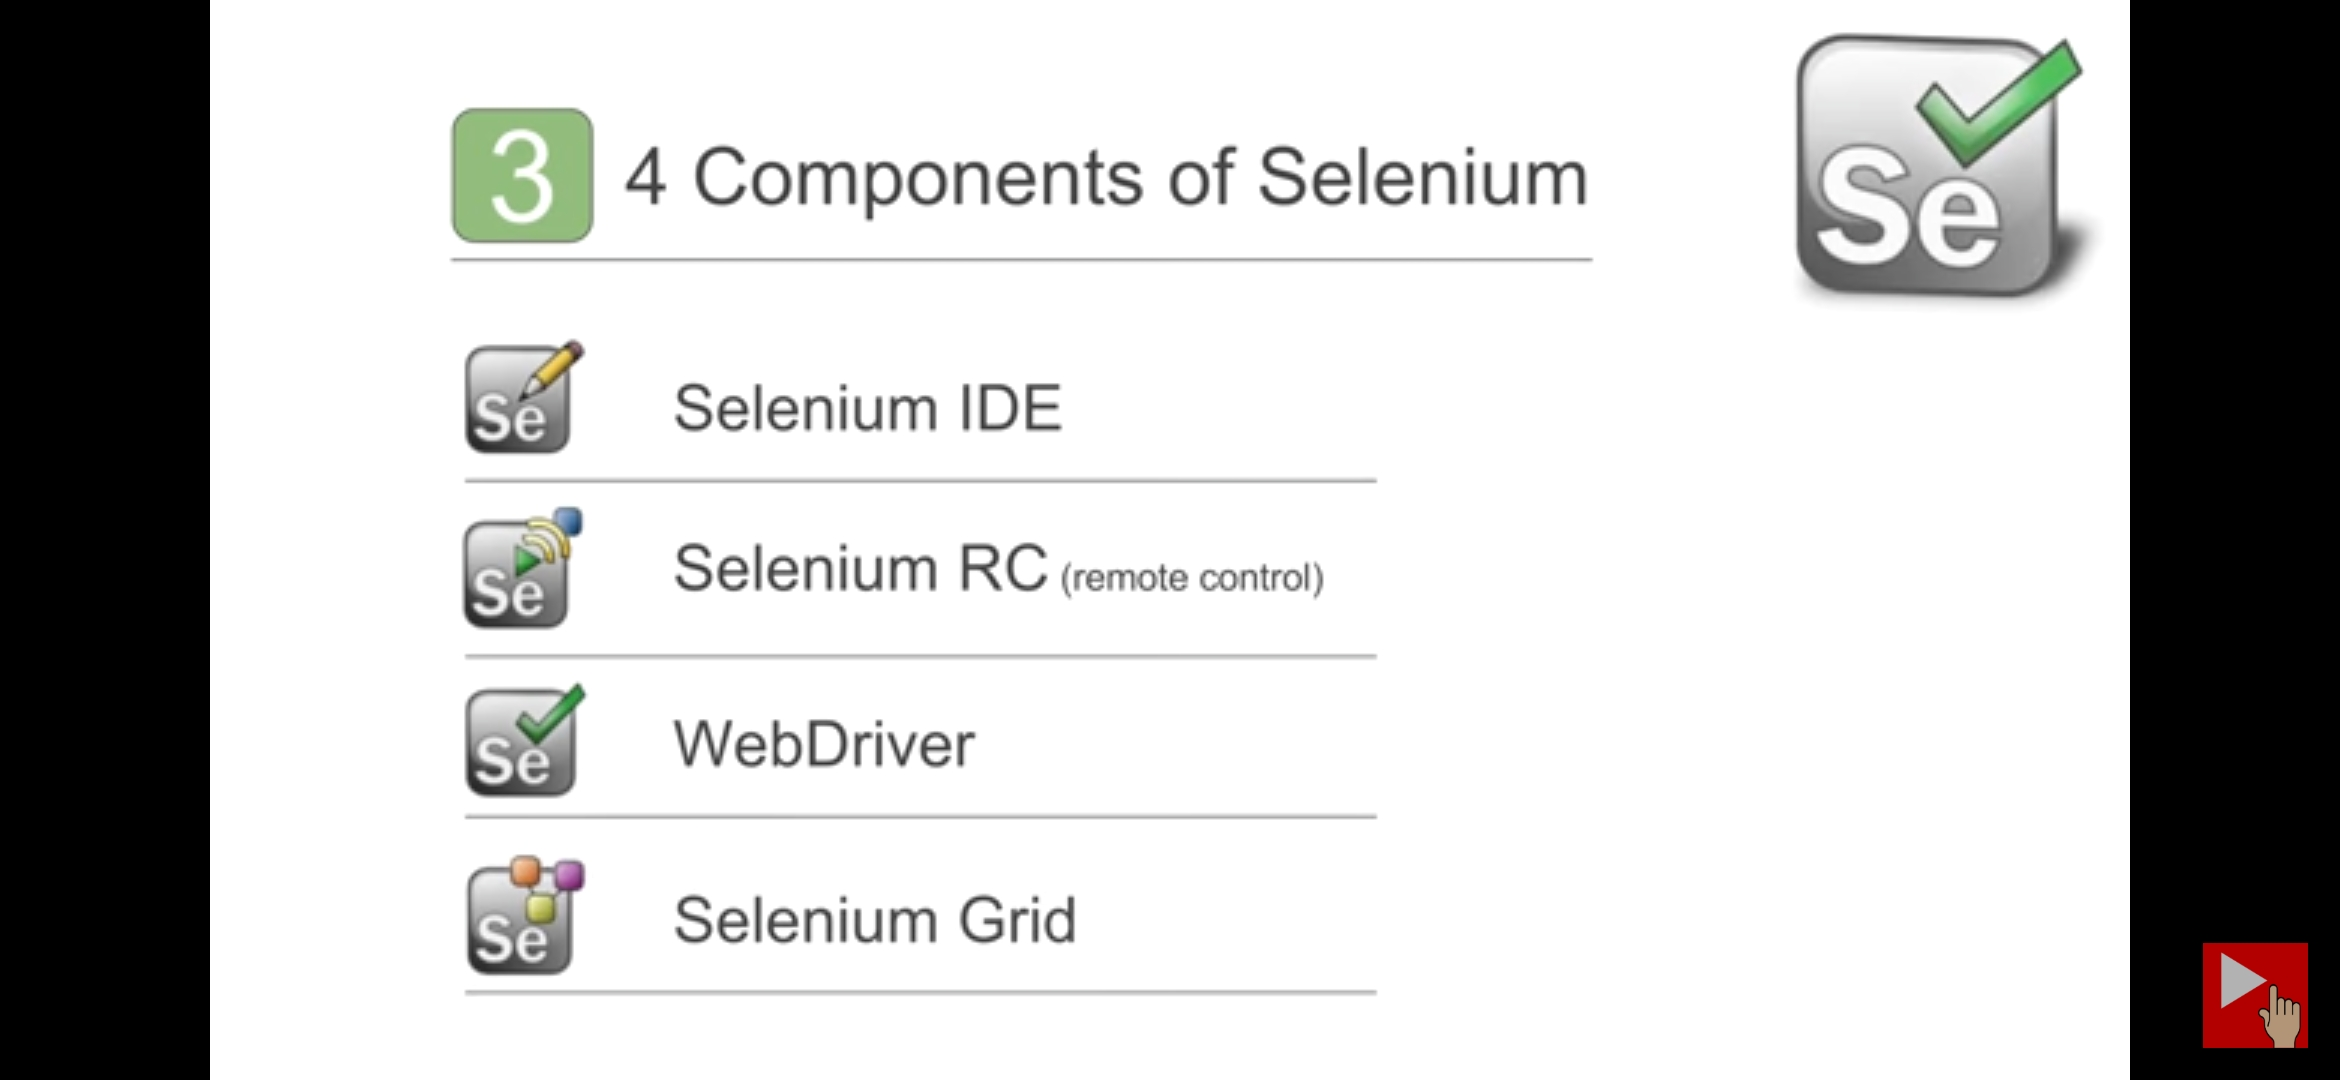 Se
3 4 Components of Selenium
Se Selenium IDE
Se Selenium RC (remote control)
Se WebDriver
Se Selenium Grid